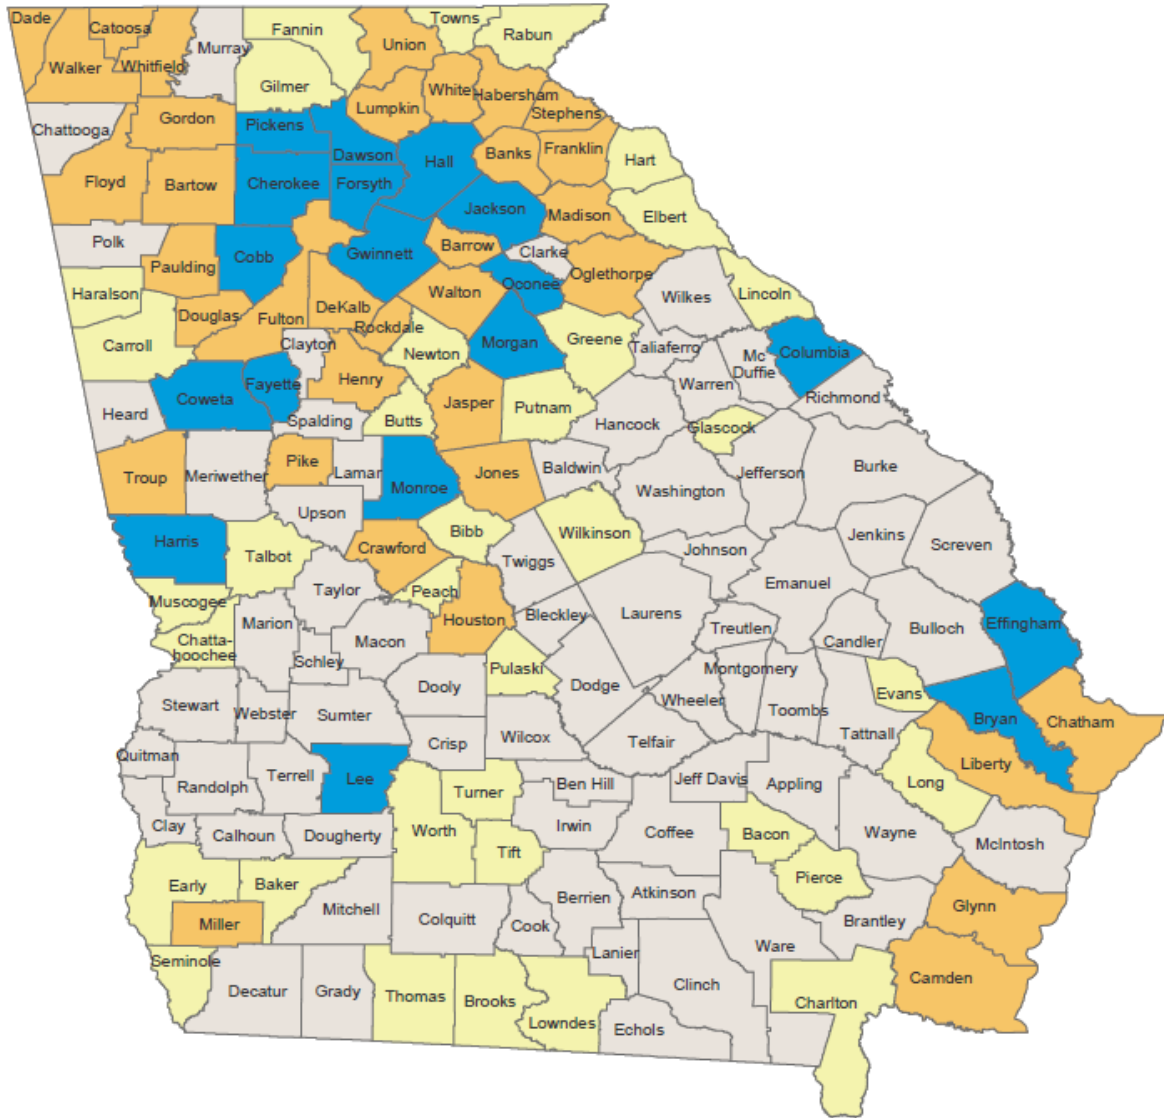 Dade
Catoosa
Murray
Fannin
Towns
Rabun
Union
Walker
Whitfield
Gilmer
White
Habersham
Lumpkin
Stephens
Chattooga
Gordon
Pickens
Dawson
Hall
Banks
Franklin
Hart
Floyd
Bartow
Cherokee
Forsyth
Jackson
Madison
Elbert
Polk
Paulding
Cobb
Gwinnett
Barrow
Clarke
Oconee
Oglethorpe
Haralson
Douglas
Fulton
DeKalb
Rockdale
Walton
Wilkes
Lincoln
Carroll
Clayton
Newton
Morgan
Greene
Taliaferro
Mc
Duffie
Columbia
Heard
Coweta
Fayette
Henry
Jasper
Putnam
Warren
Richmond
Spalding
Butts
Hancock
Glascock
Troup
Meriwether
Pike
Lamar
Monroe
Jones
Baldwin
Washington
Jefferson
Burke
Upson
Harris
Talbot
Crawford
Bibb
Wilkinson
Twiggs
Johnson
Jenkins
Screven
Muscogee
Taylor
Peach
Houston
Bleckley
Laurens
Emanuel
Chatta-
hoochee
Marion
Macon
Schley
Pulaski
Treutlen
Candler
Bulloch
Effingham
Stewart
Webster
Sumter
Dooly
Dodge
Wheeler
Montgomery
Toombs
Evans
Tattnall
Bryan
Chatham
Quitman
Randolph
Terrell
Lee
Crisp
Wilcox
Telfair
Liberty
Long
Clay
Calhoun
Dougherty
Worth
Turner
Ben Hill
Jeff Davis
Appling
Irwin
Tift
Coffee
Bacon
Wayne
McIntosh
Early
Baker
Miller
Mitchell
Colquitt
Cook
Berrien
Atkinson
Pierce
Brantley
Glynn
Seminole
Decatur
Grady
Thomas
Brooks
Lowndes
Lanier
Echols
Clinch
Ware
Charlton
Camden